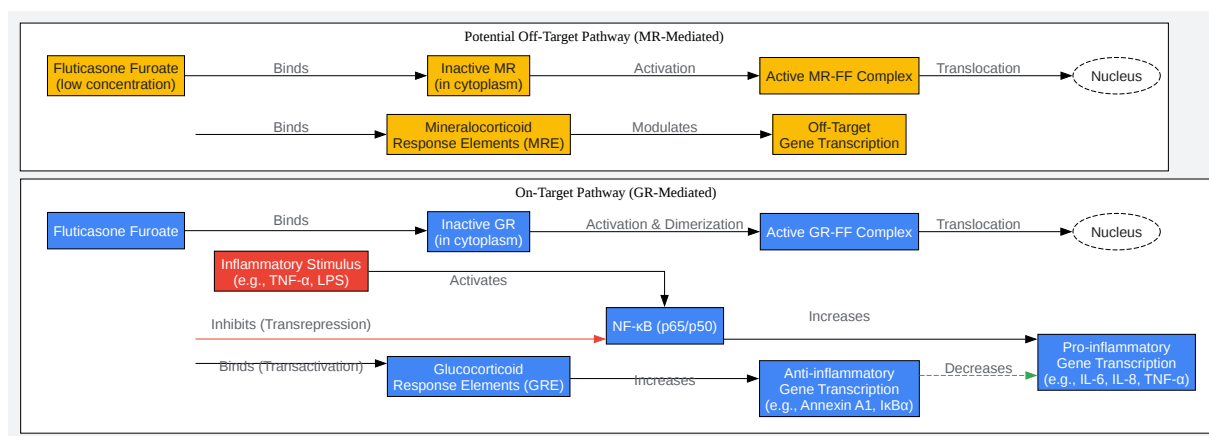 Potential Off-Target Pathway (MR-Mediated)
Fluticasone Furoate
(low concentration)
Binds
Inactive MR
(in cytoplasm)
Activation
Active MR-FF Complex
Translocation
Nucleus
Binds
Mineralocorticoid
Response Elements (MRE)
Modulates
Off-Target
Gene Transcription
On-Target Pathway (GR-Mediated)
Fluticasone Furoate
Binds
Inactive GR
(in cytoplasm)
Activation & Dimerization
Active GR-FF Complex
Translocation
Nucleus
Inflammatory Stimulus
(e.g., TNF-α, LPS)
Activates
Inhibits (Transrepression)
NF-κB (p65/p50)
Increases
Binds (Transactivation)
Glucocorticoid
Response Elements (GRE)
Increases
Anti-inflammatory
Gene Transcription
(e.g., Annexin A1, IκBα)
Decreases
Pro-inflammatory
Gene Transcription
(e.g., IL-6, IL-8, TNF-α)